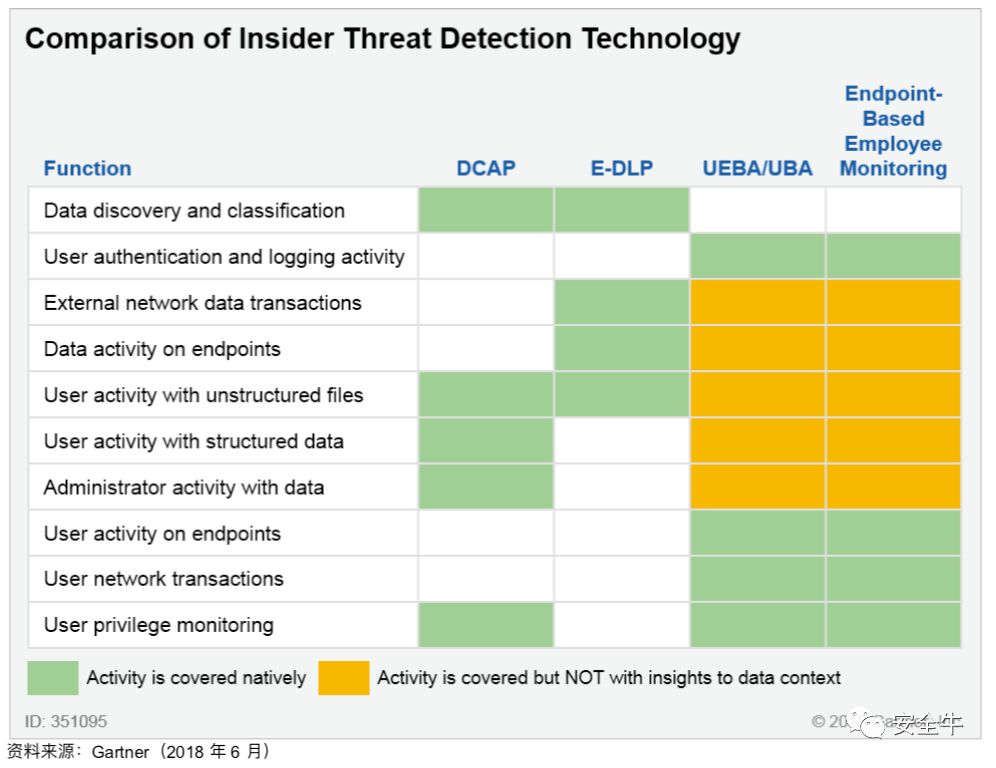 Comparison of Insider Threat Detection Technology
Endpoint-
Based
Employee
Function DCAP E-DLP UEBA/UBA Monitoring
Data discovery and classification
User authentication and logging activity
External network data transactions
Data activity on endpoints
User activity with unstructured files
User activity with structured data
Administrator activity with data
User activity on endpoints
User network transactions
User privilege monitoring
Activity is covered natively Activity is covered but NOT with insights to data context
ID: 351095 ©
安全牛
资料来源：Gartner（2018 年 6 月）